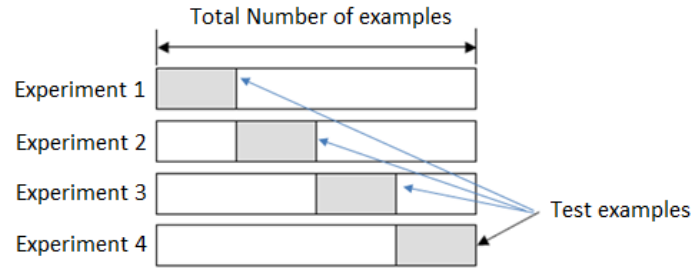 Total Number of examples
Experiment 1
Experiment 2
Experiment 3
Test examples
Experiment 4